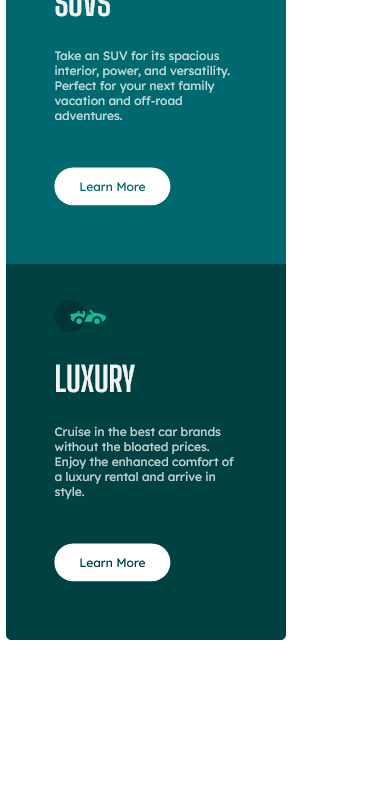 SUVS
Take an SUV for its spacious
interior, power, and versatility.
Perfect for your next family
vacation and off-road
adventures.
Learn More
LUXURY
Cruise in the best car brands
without the bloated prices.
Enjoy the enhanced comfort of
a luxury rental and arrive in
style.
Learn More